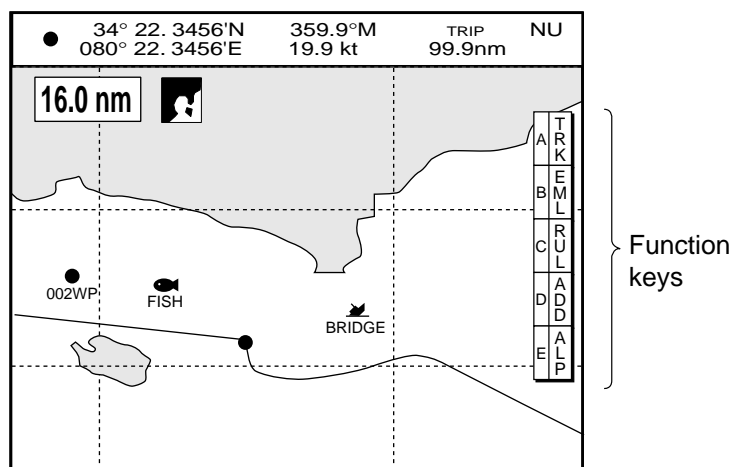 34° 22. 3456'N 359.9°M TRIP NU
080° 22. 3456'E 19.9 kt 99.9nm
16.0 nm
A TRK
B EML
C RUL
D ADD
E ALP
Function
keys
002WP
FISH
BRIDGE